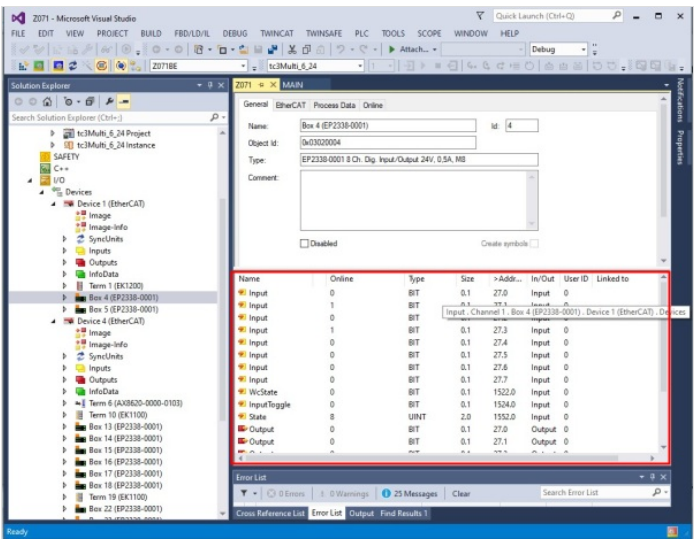 Z071 - Microsoft Visual Studio
Quick Launch (Ctrl+Q)
FILE EDIT VIEW PROJECT BUILD FBD/LD/IL DEBUG TWINCAT TWINSAFE PLC TOOLS SCOPE WINDOW HELP
Attach...
Debug
Z071BE
tc3Multi_6_24
Solution Explorer
Search Solution Explorer (Ctrl+;)
tc3Multi_6_24 Project
tc3Multi_6_24 Instance
SAFETY
C++
I/O
Devices
Device 1 (EtherCAT)
Image
Image-Info
SyncUnits
Inputs
Outputs
InfoData
Term 1 (EK1200)
Box 4 (EP2338-0001)
Box 5 (EP2338-0001)
Device 4 (EtherCAT)
Image
Image-Info
SyncUnits
Inputs
Outputs
InfoData
Term 6 (AX8620-0000-0103)
Term 10 (EK1100)
Box 13 (EP2338-0001)
Box 14 (EP2338-0001)
Box 15 (EP2338-0001)
Box 16 (EP2338-0001)
Box 17 (EP2338-0001)
Box 18 (EP2338-0001)
Term 19 (EK1100)
Box 22 (EP2338-0001)
Z071 MAIN
General EtherCAT Process Data Online
Name: Box 4 (EP2338-0001) Id: 4
Object Id: 0x03020004
Type: EP2338-0001 8 Ch. Dig. Input/Output 24V, 0,5A, M8
Comment:
Disabled Create symbols
Name Online Type Size >Addr... In/Out User ID Linked to
Input 0 BIT 0.1 27.0 Input 0
Input 1 BIT 0.1 27.1 Input 0
Input . Channel 1 . Box 4 (EP2338-0001) . Device 1 (EtherCAT) . Devices
Input 0 BIT
Input 1 BIT 0.1 27.3 Input 0
Input 0 BIT 0.1 27.4 Input 0
Input 0 BIT 0.1 27.5 Input 0
Input 0 BIT 0.1 27.6 Input 0
Input 0 BIT 0.1 27.7 Input 0
WcState 0 BIT 0.1 1522.0 Input 0
InputToggle 0 BIT 0.1 1524.0 Input 0
State 8 UINT 2.0 1552.0 Input 0
Output 0 BIT 0.1 27.0 Output 0
Output 0 BIT 0.1 27.1 Output 0
Error List
0 Errors 0 Warnings 25 Messages Clear
Search Error List
Cross Reference List Error List Output Find Results 1
Ready
Notifications
Properties